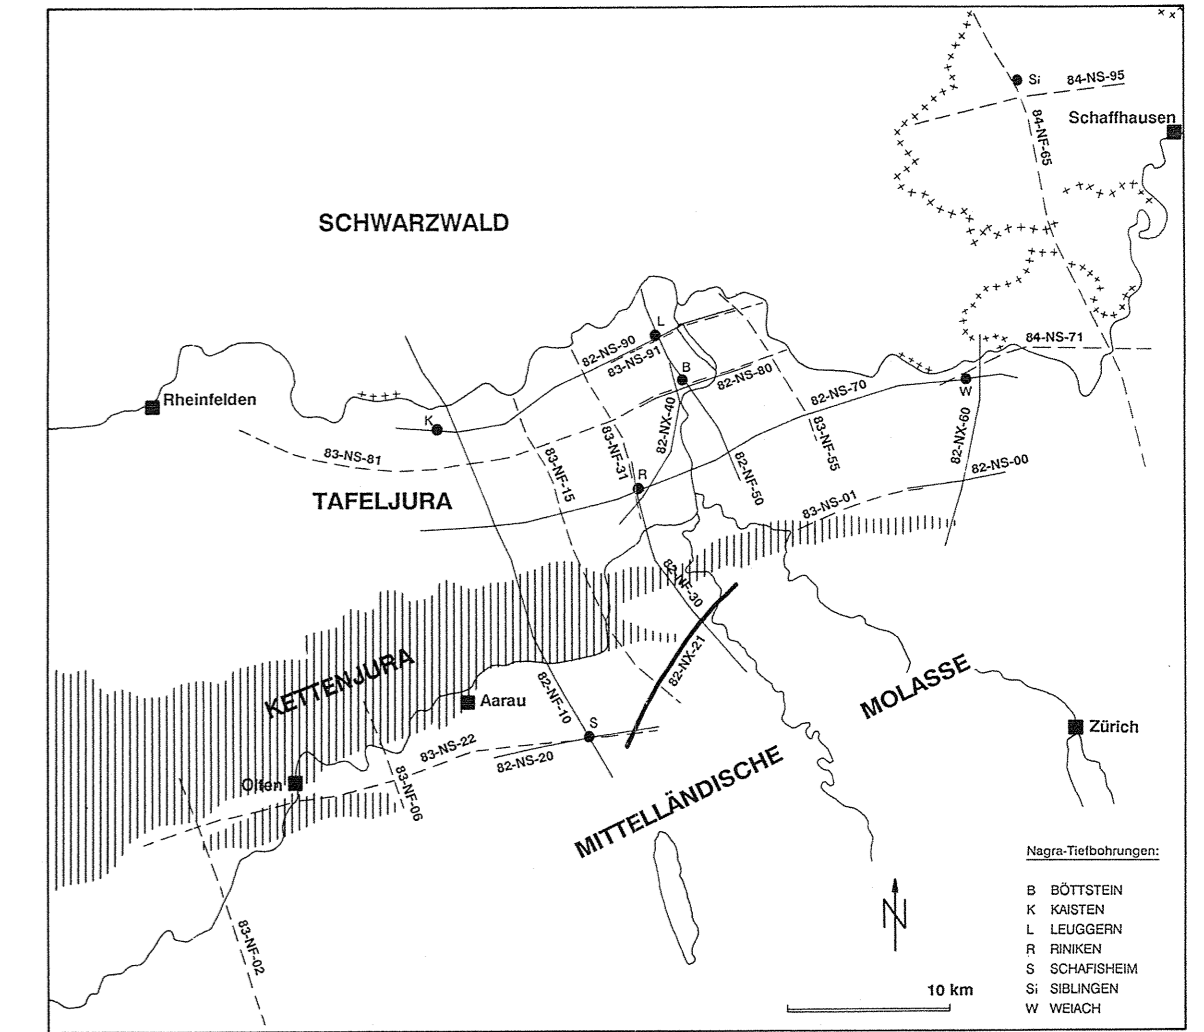 Si
84-NS-95
Schaffhausen
84-NF-65
SCHWARZWALD
L
82-NS-90
83-NS-91
84-NS-71
B
82-NS-80
82-NS-70
W
Rheinfelden
K
82-NX-40
83-NF-55
82-NX-60
83-NS-81
83-NF-15
83-NF-31
R
82-NF-50
82-NS-00
83-NS-01
TAFELJURA
82-NF-30
KETTENJURA
82-NX-21
MOLASSE
Aarau
82-NF-10
S
Zürich
83-NS-22
82-NS-20
Olten
83-NF-06
MITTELLÄNDISCHE
83-NF-02
N
10 km
Nagra-Tiefbohrungen:
B BÖTTSTEIN
K KAISTEN
L LEUGGERN
R RINIKEN
S SCHAFISHEIM
Si SIBLINGEN
W WEIACH